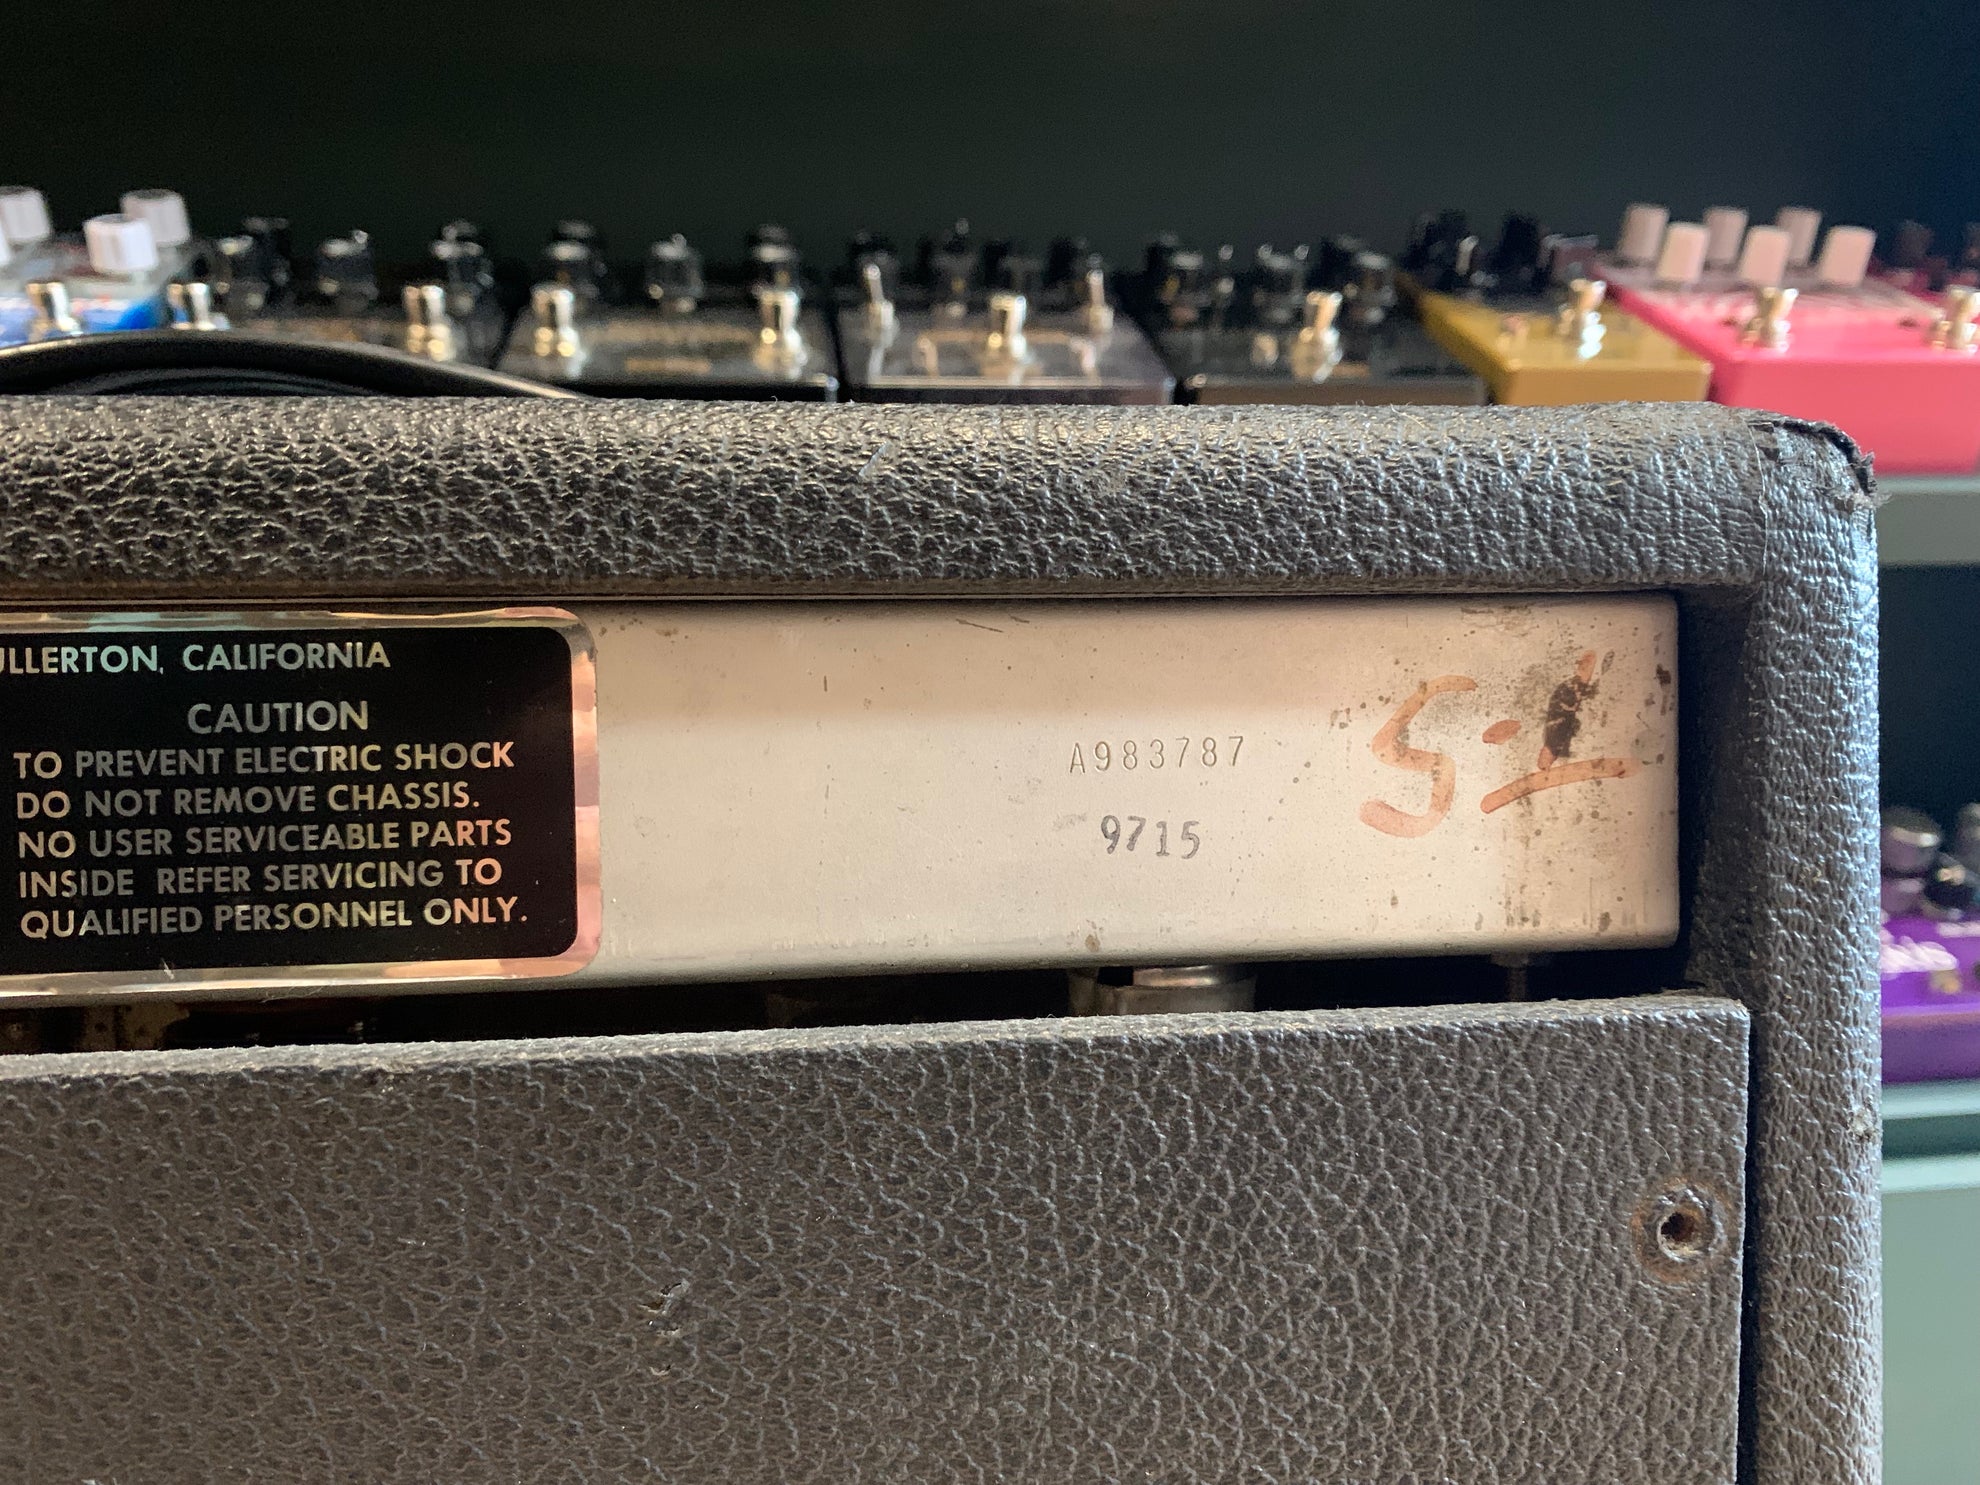 ULLERTON, CALIFORNIA
CAUTION
TO PREVENT ELECTRIC SHOCK
DO NOT REMOVE CHASSIS.
NO USER SERVICEABLE PARTS
INSIDE REFER SERVICING TO
QUALIFIED PERSONNEL ONLY.
A983787
9715